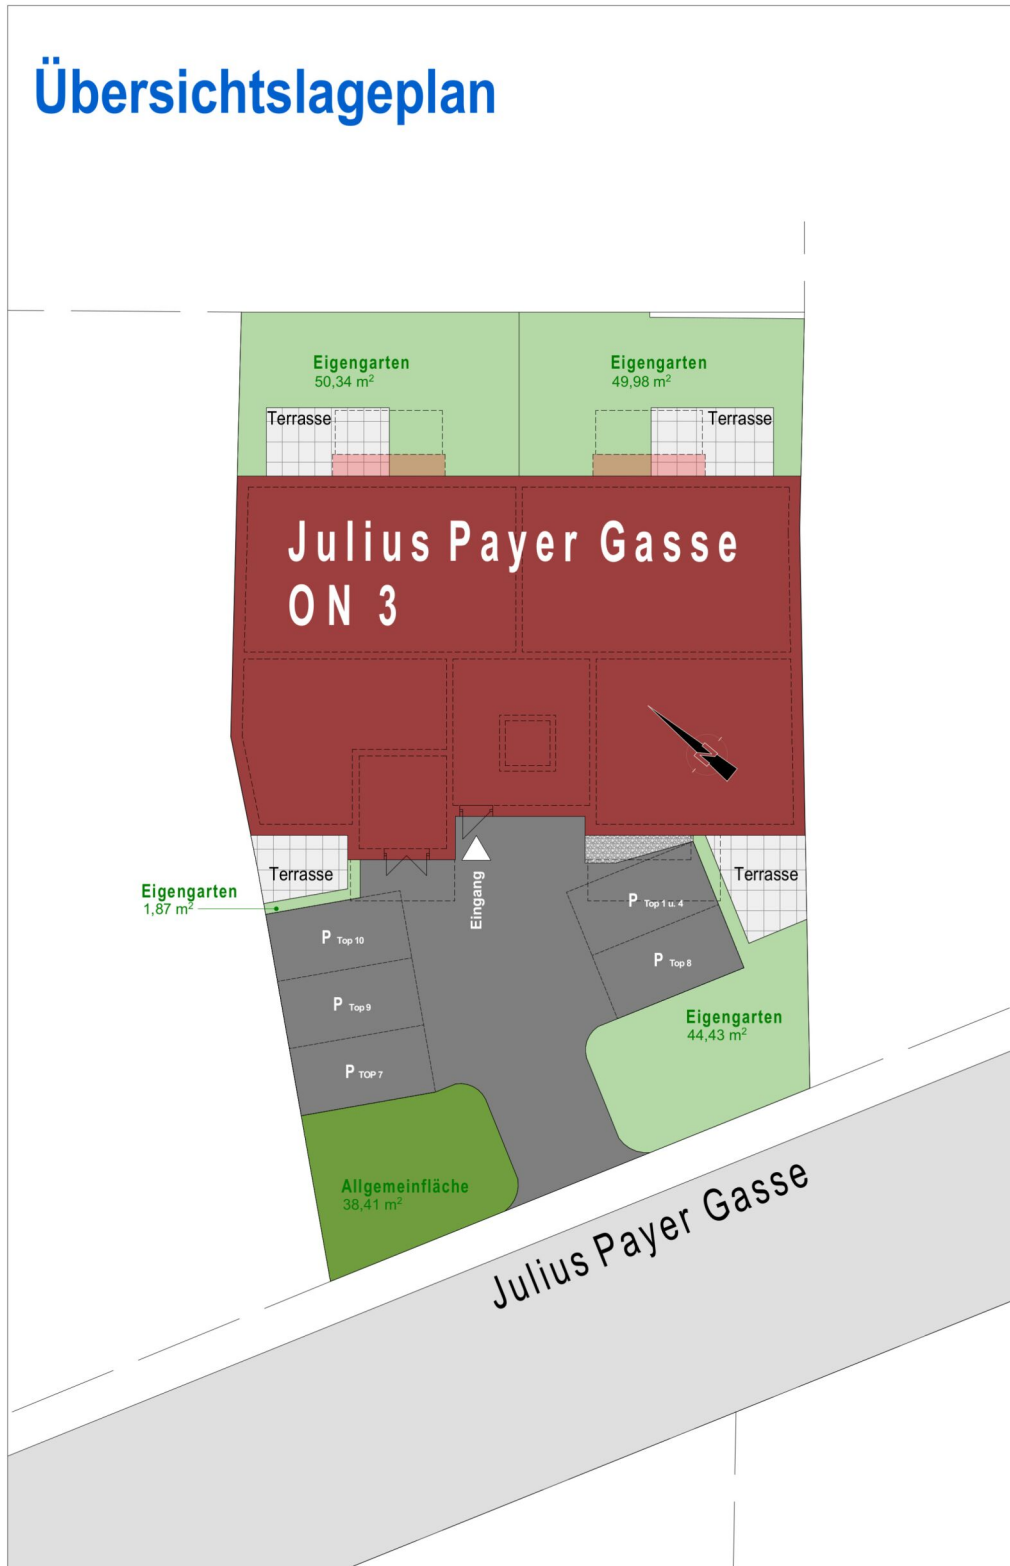 Übersichtslageplan
Eigengarten
50,34 m²
Eigengarten
49,98 m²
Terrasse
Terrasse
Julius Payer Gasse
ON 3
Terrasse
Eigengarten
1,87 m²
Eingang
Terrasse
P Top 1 u. 4
P Top 10
P Top 8
P Top 9
P TOP 7
Eigengarten
44,43 m²
Allgemeinfläche
38,41 m²
Julius Payer Gasse